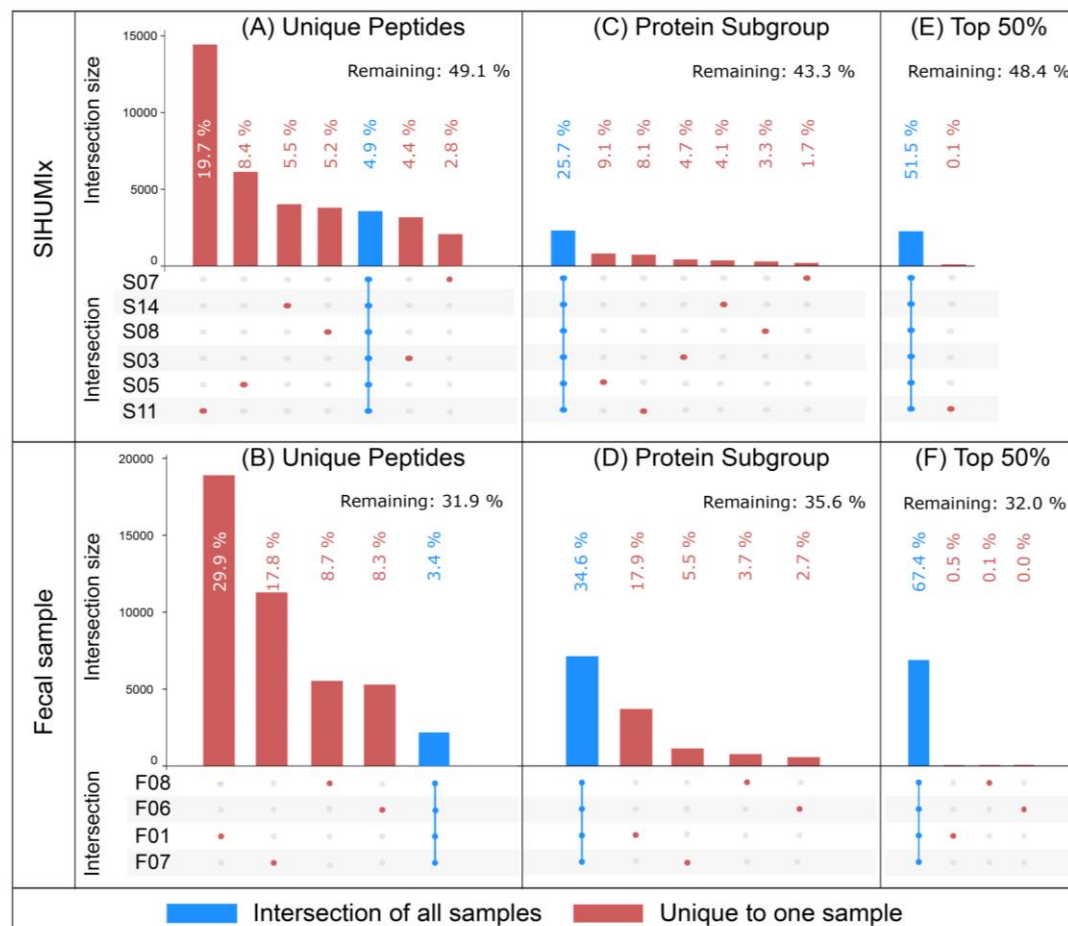 (A) Unique Peptides
(C) Protein Subgroup
(E) Top 50%
Remaining: 49.1 %
Remaining: 43.3 %
Remaining: 48.4 %
SIHUMIx
Intersection size
15000
10000
5000
0
19.7 %
8.4 %
5.5 %
5.2 %
4.9 %
4.4 %
2.8 %
25.7 %
9.1 %
8.1 %
4.7 %
4.1 %
3.3 %
1.7 %
51.5 %
0.1 %
Intersection
S07
S14
S08
S03
S05
S11
(B) Unique Peptides
(D) Protein Subgroup
(F) Top 50%
Remaining: 31.9 %
Remaining: 35.6 %
Remaining: 32.0 %
Fecal sample
Intersection size
20000
15000
10000
5000
0
29.9 %
17.8 %
8.7 %
8.3 %
3.4 %
34.6 %
17.9 %
5.5 %
3.7 %
2.7 %
67.4 %
0.5 %
0.1 %
0.0 %
Intersection
F08
F06
F01
F07
Intersection of all samples
Unique to one sample